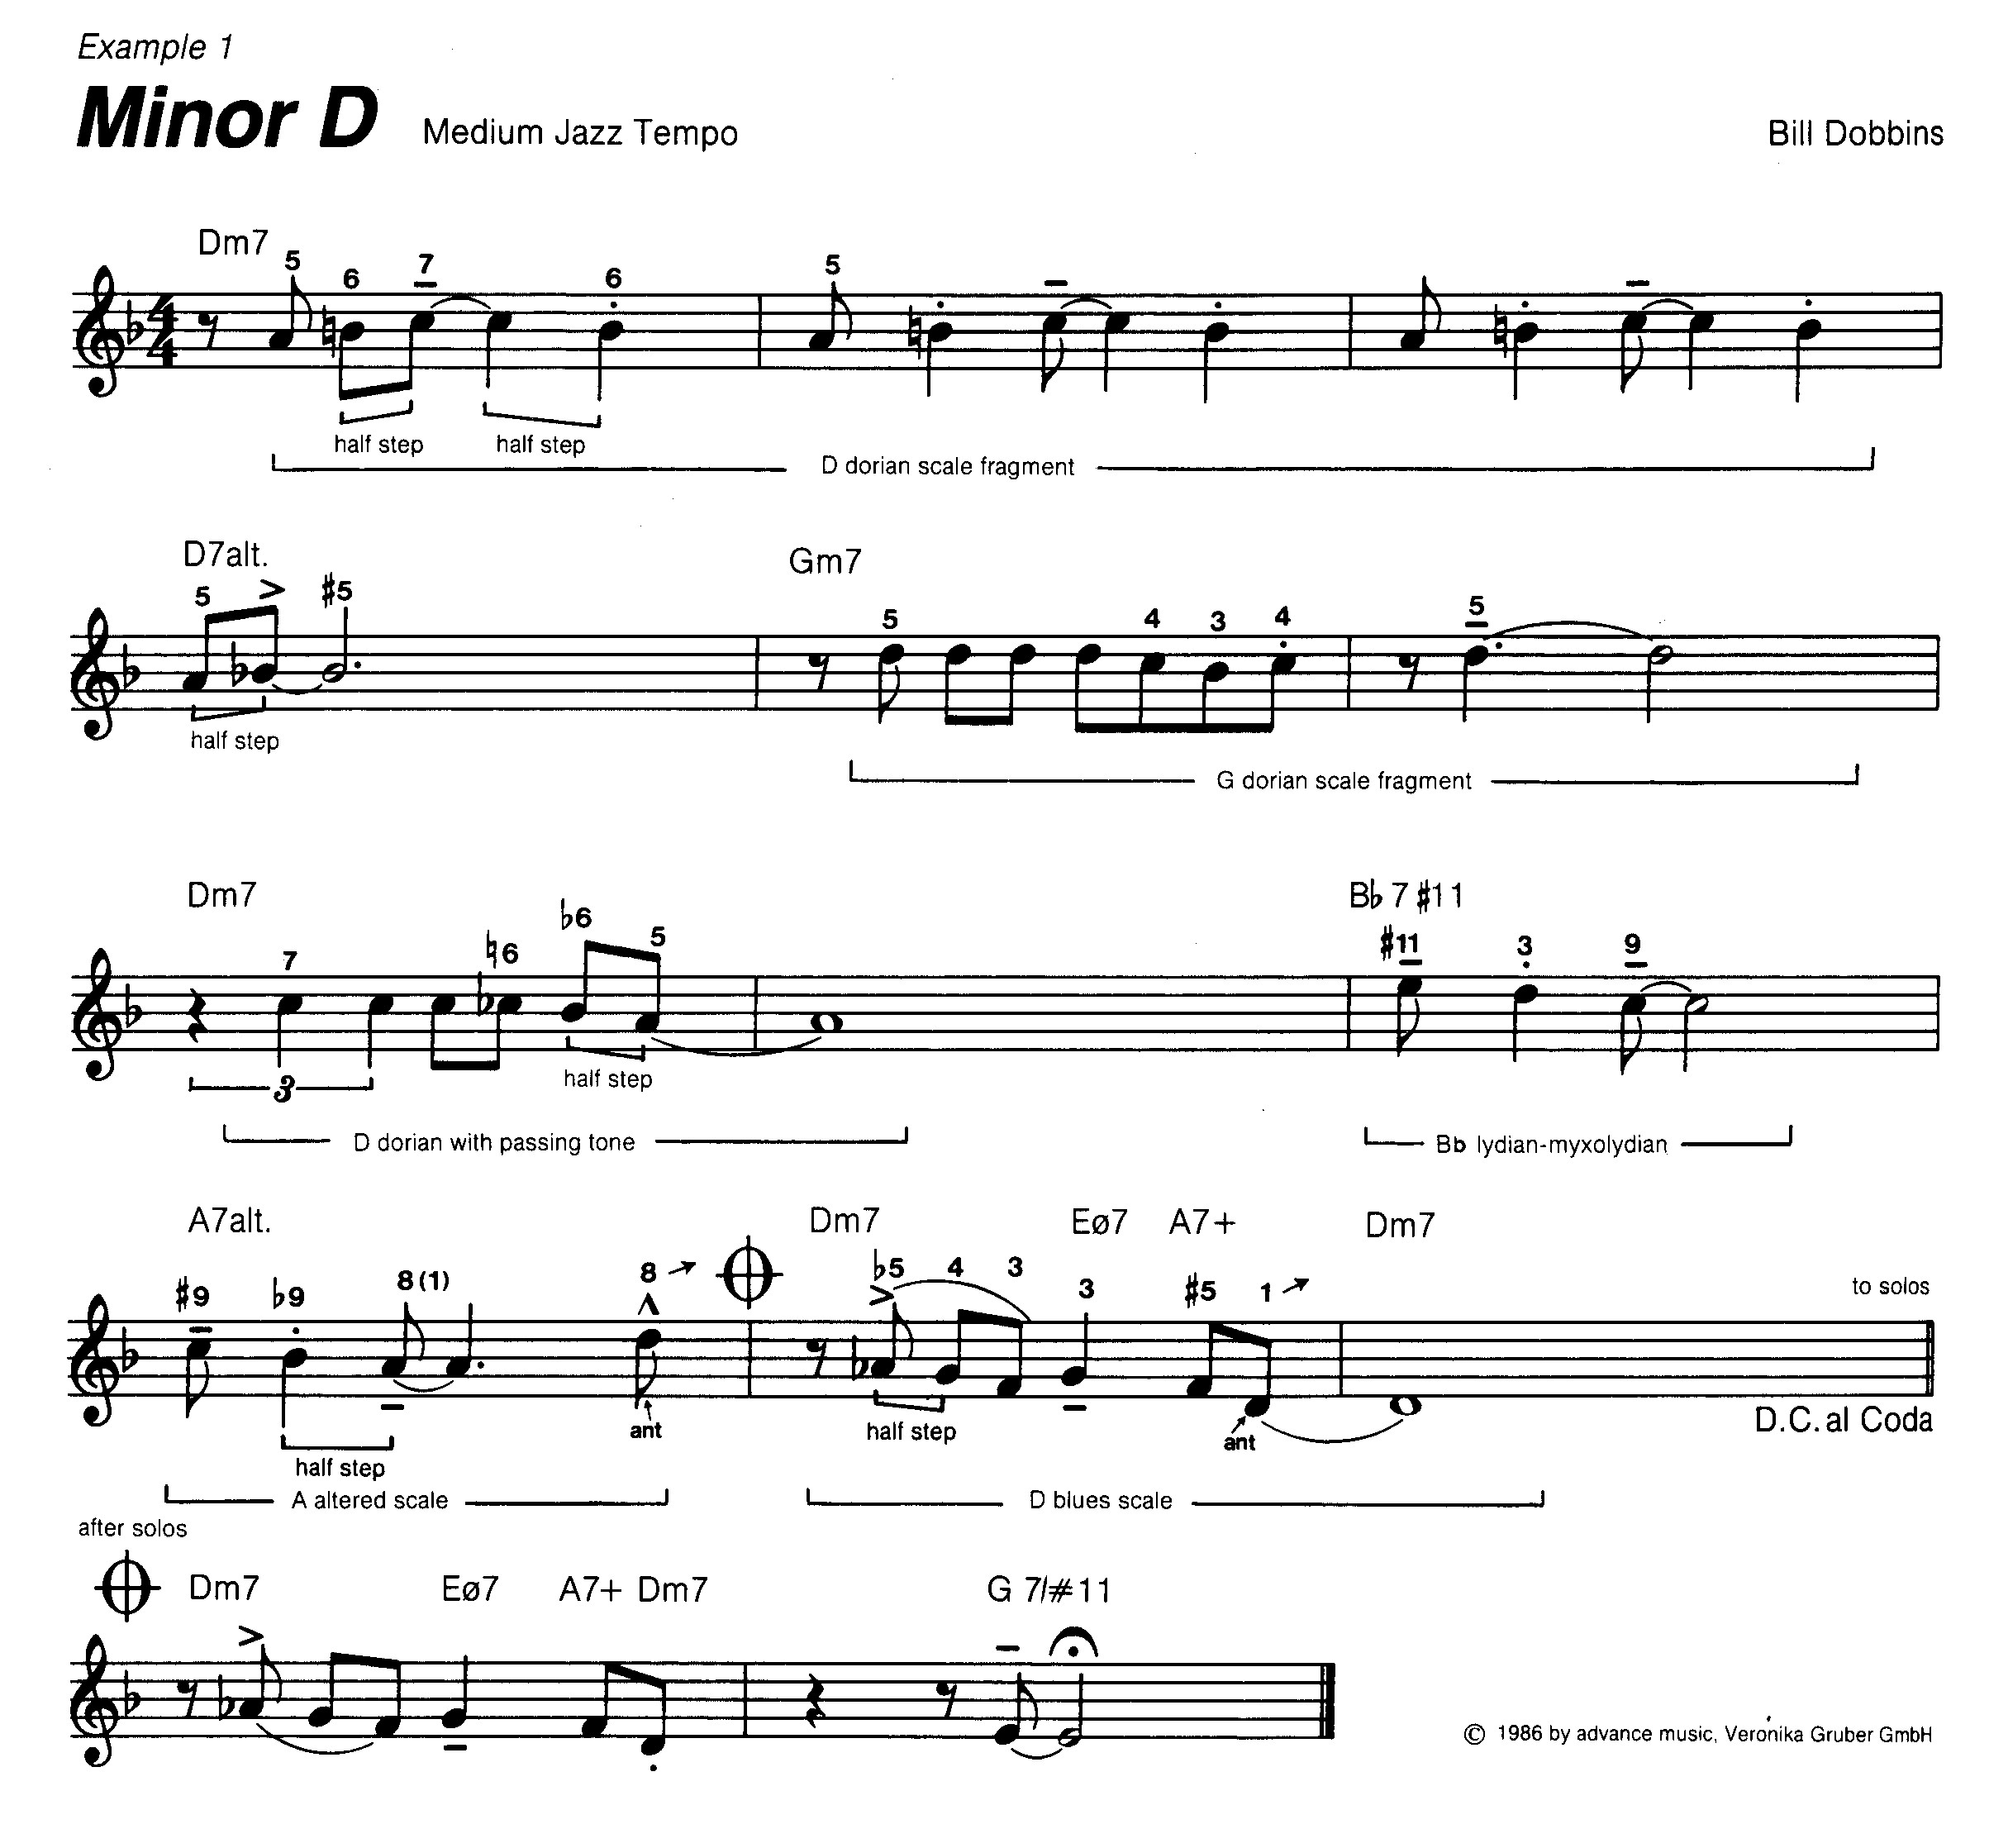 Example 1
Minor D Medium Jazz Tempo Bill Dobbins
Dm7
5 6 7 6 5
half step half step
D dorian scale fragment
D7alt. Gm7
5 > #5 5 4 3 4 5
half step
G dorian scale fragment
Dm7 Bb 7 #11
7 ♮6 b6 5 #11 3 9
3 half step
D dorian with passing tone Bb lydian-myxolydian
A7alt. Dm7 Eø7 A7+ Dm7
#9 b9 8(1) 8 b5 4 3 3 #5 1 to solos
ant half step ant D.C. al Coda
half step
A altered scale D blues scale
after solos
Dm7 Eø7 A7+ Dm7 G 7/#11
© 1986 by advance music, Veronika Gruber GmbH